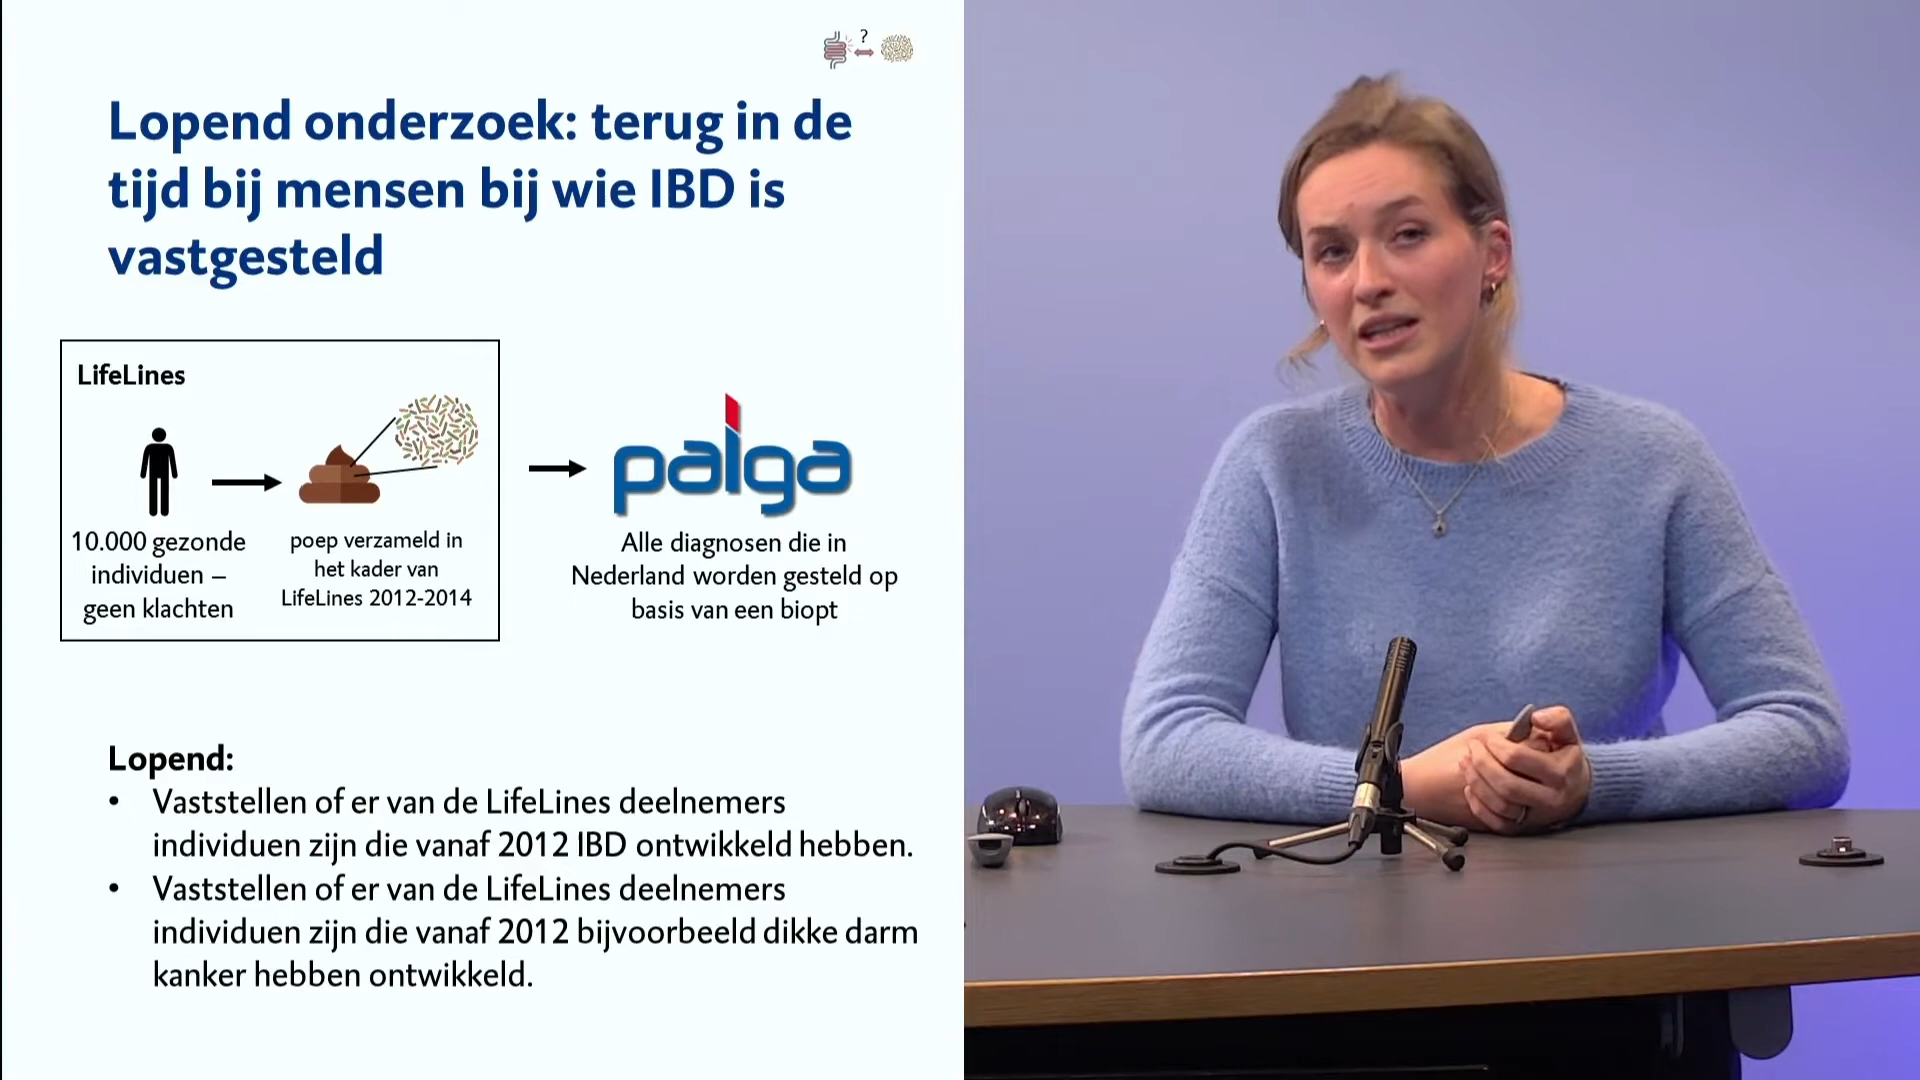 ?
Lopend onderzoek: terug in de
tijd bij mensen bij wie IBD is
vastgesteld
LifeLines
10.000 gezonde
individuen –
geen klachten
poep verzameld in
het kader van
LifeLines 2012-2014
palga
Alle diagnosen die in
Nederland worden gesteld op
basis van een biopt
Lopend:
• Vaststellen of er van de LifeLines deelnemers
individuen zijn die vanaf 2012 IBD ontwikkeld hebben.
• Vaststellen of er van de LifeLines deelnemers
individuen zijn die vanaf 2012 bijvoorbeeld dikke darm
kanker hebben ontwikkeld.